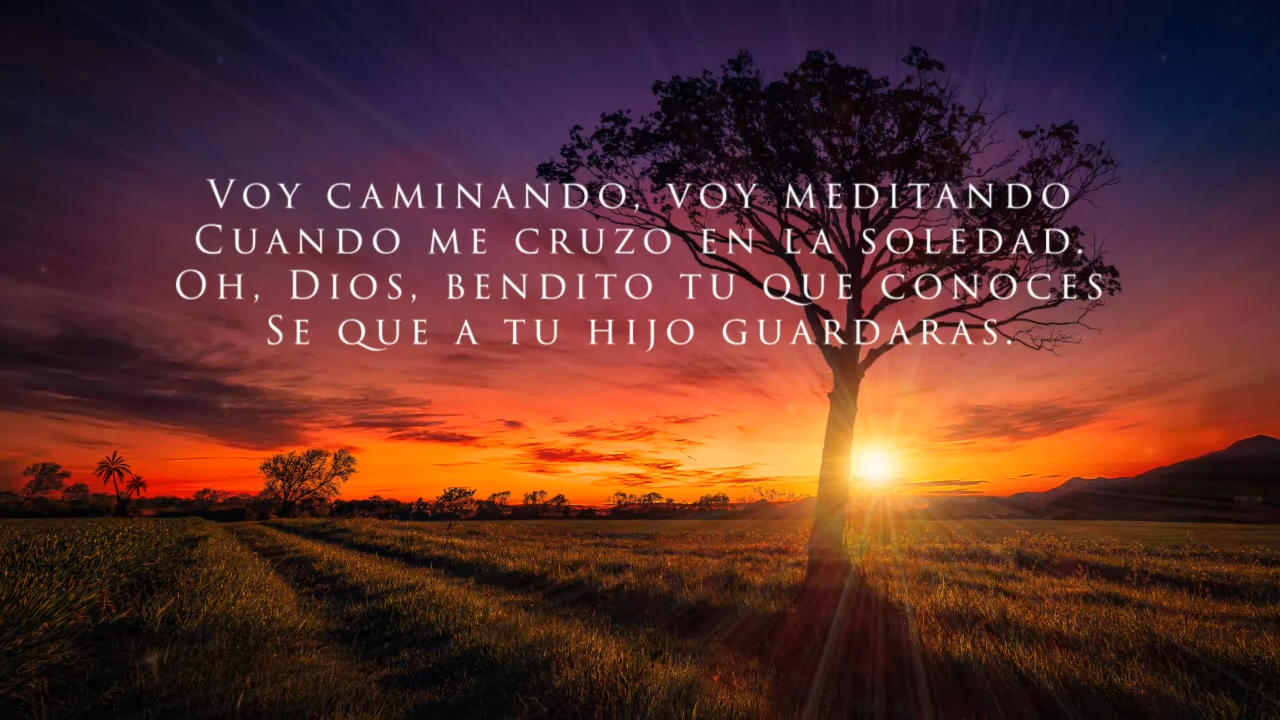 Voy caminando, voy meditando
Cuando me cruzo en la soledad.
Oh, Dios, bendito tu que conoces
Se que a tu hijo guardaras.